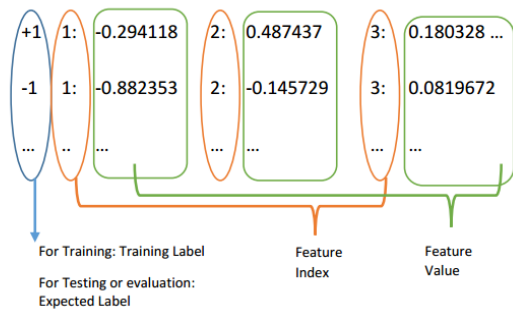 +1 1: -0.294118 2: 0.487437 3: 0.180328 ...
-1 1: -0.882353 2: -0.145729 3: 0.0819672
... .. ... ... ... ... ...
For Training: Training Label
For Testing or evaluation:
Expected Label
Feature
Index
Feature
Value